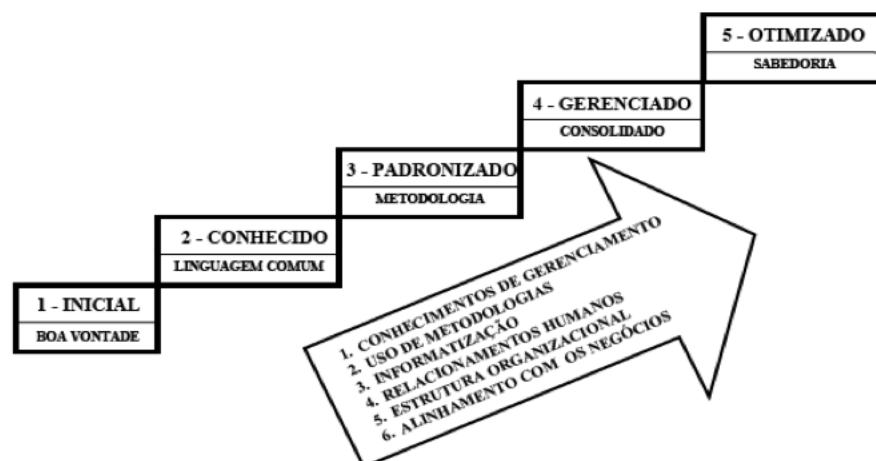 5 - OTIMIZADO
SABEDORIA
4 - GERENCIADO
CONSOLIDADO
3 - PADRONIZADO
METODOLOGIA
2 - CONHECIDO
LINGUAGEM COMUM
1 - INICIAL
BOA VONTADE
1. CONHECIMENTOS DE GERENCIAMENTO
2. USO DE METODOLOGIAS
3. INFORMATIZAÇÃO
4. RELACIONAMENTOS HUMANOS
5. ESTRUTURA ORGANIZACIONAL
6. ALINHAMENTO COM OS NEGÓCIOS